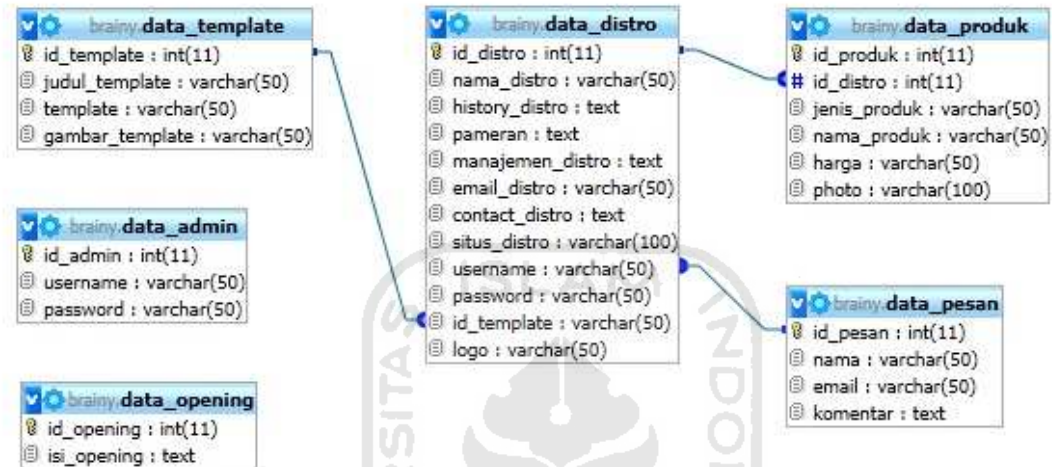 brainy.data_template
id_template : int(11)
judul_template : varchar(50)
template : varchar(50)
gambar_template : varchar(50)
brainy.data_admin
id_admin : int(11)
username : varchar(50)
password : varchar(50)
brainy.data_opening
id_opening : int(11)
isi_opening : text
brainy.data_distro
id_distro : int(11)
nama_distro : varchar(50)
history_distro : text
pameran : text
manajemen_distro : text
email_distro : varchar(50)
contact_distro : text
situs_distro : varchar(100)
username : varchar(50)
password : varchar(50)
id_template : varchar(50)
logo : varchar(50)
brainy.data_produk
id_produk : int(11)
# id_distro : int(11)
jenis_produk : varchar(50)
nama_produk : varchar(50)
harga : varchar(50)
photo : varchar(100)
brainy.data_pesan
id_pesan : int(11)
nama : varchar(50)
email : varchar(50)
komentar : text
ISLAM